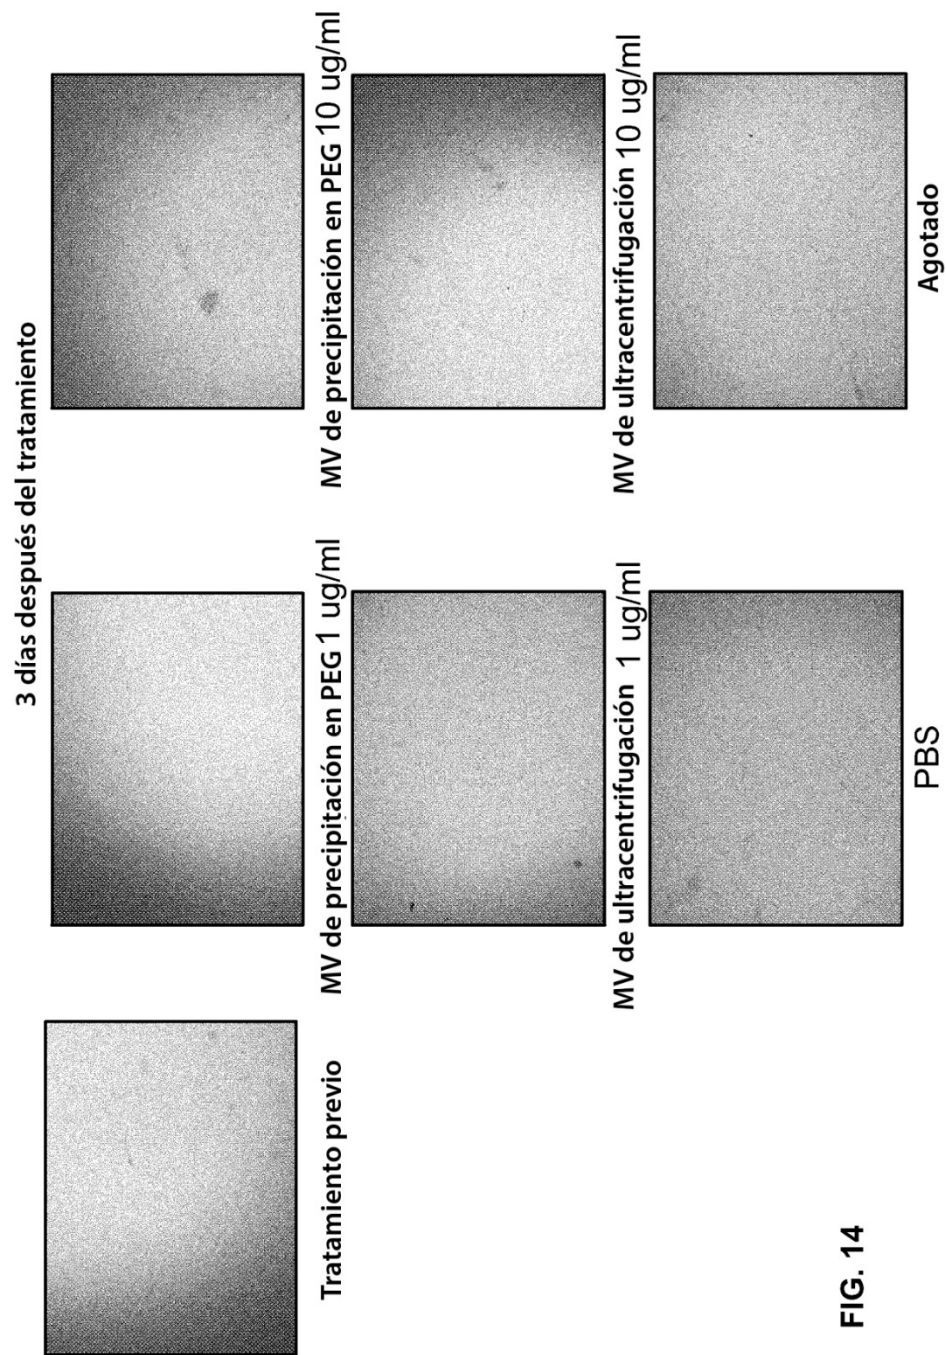 3 días después del tratamiento
Tratamiento previo
MV de precipitación en PEG 1 ug/ml
MV de precipitación en PEG 10 ug/ml
MV de ultracentrifugación 1 ug/ml
MV de ultracentrifugación 10 ug/ml
PBS
Agotado
FIG. 14